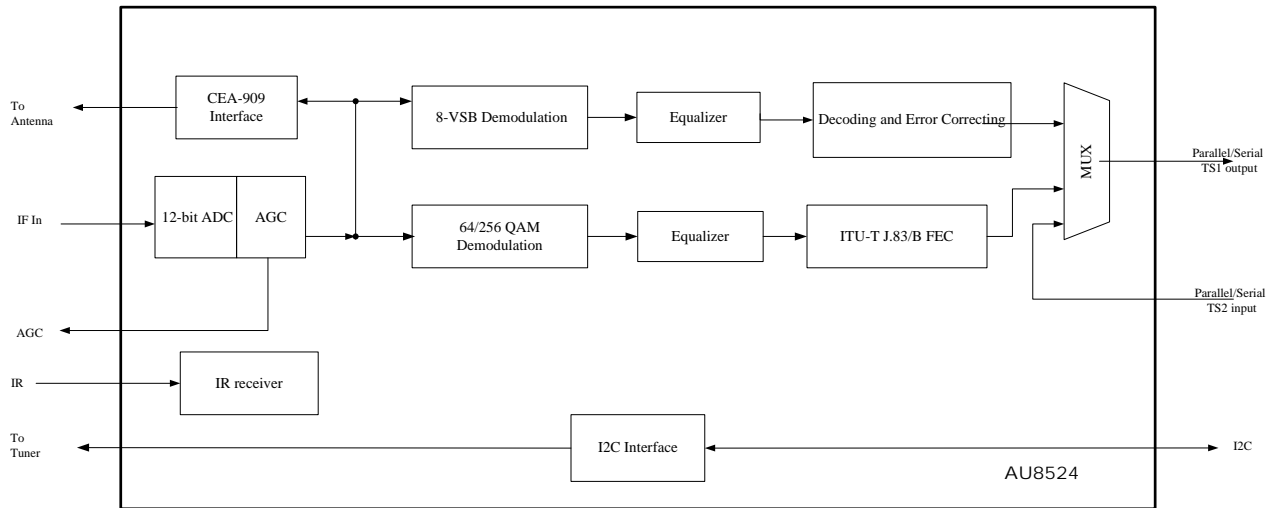 To
Antenna
CEA-909
Interface
8-VSB Demodulation
Equalizer
Decoding and Error Correcting
MUX
Parallel/Serial
TS1 output
IF In
12-bit ADC
AGC
64/256 QAM
Demodulation
Equalizer
ITU-T J.83/B FEC
Parallel/Serial
TS2 input
AGC
IR
IR receiver
To
Tuner
I2C Interface
I2C
AU8524